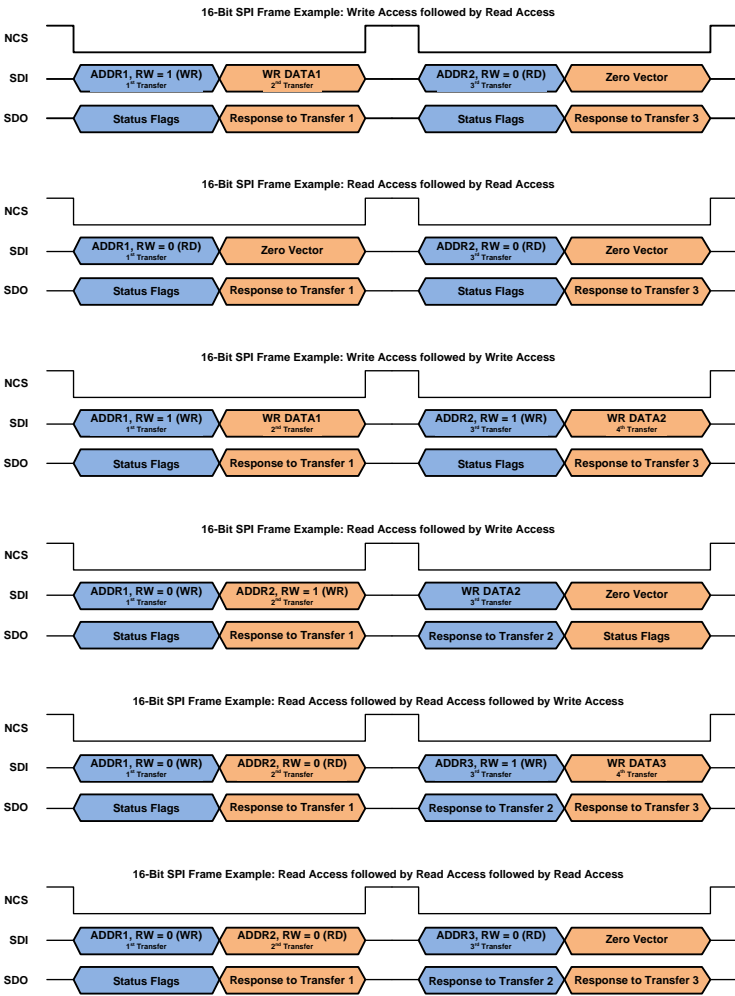 16-Bit SPI Frame Example: Write Access followed by Read Access
NCS
SDI
ADDR1, RW = 1 (WR)
1st Transfer
WR DATA1
2nd Transfer
ADDR2, RW = 0 (RD)
3rd Transfer
Zero Vector
SDO
Status Flags
Response to Transfer 1
Status Flags
Response to Transfer 3
16-Bit SPI Frame Example: Read Access followed by Read Access
NCS
SDI
ADDR1, RW = 0 (RD)
1st Transfer
Zero Vector
ADDR2, RW = 0 (RD)
3rd Transfer
Zero Vector
SDO
Status Flags
Response to Transfer 1
Status Flags
Response to Transfer 3
16-Bit SPI Frame Example: Write Access followed by Write Access
NCS
SDI
ADDR1, RW = 1 (WR)
1st Transfer
WR DATA1
2nd Transfer
ADDR2, RW = 1 (WR)
3rd Transfer
WR DATA2
4th Transfer
SDO
Status Flags
Response to Transfer 1
Status Flags
Response to Transfer 3
16-Bit SPI Frame Example: Read Access followed by Write Access
NCS
SDI
ADDR1, RW = 0 (WR)
1st Transfer
ADDR2, RW = 1 (WR)
2nd Transfer
WR DATA2
3rd Transfer
Zero Vector
SDO
Status Flags
Response to Transfer 1
Response to Transfer 2
Status Flags
16-Bit SPI Frame Example: Read Access followed by Read Access followed by Write Access
NCS
SDI
ADDR1, RW = 0 (WR)
1st Transfer
ADDR2, RW = 0 (RD)
2nd Transfer
ADDR3, RW = 1 (WR)
3rd Transfer
WR DATA3
4th Transfer
SDO
Status Flags
Response to Transfer 1
Response to Transfer 2
Response to Transfer 3
16-Bit SPI Frame Example: Read Access followed by Read Access followed by Read Access
NCS
SDI
ADDR1, RW = 0 (WR)
1st Transfer
ADDR2, RW = 0 (RD)
2nd Transfer
ADDR3, RW = 0 (RD)
3rd Transfer
Zero Vector
SDO
Status Flags
Response to Transfer 1
Response to Transfer 2
Response to Transfer 3